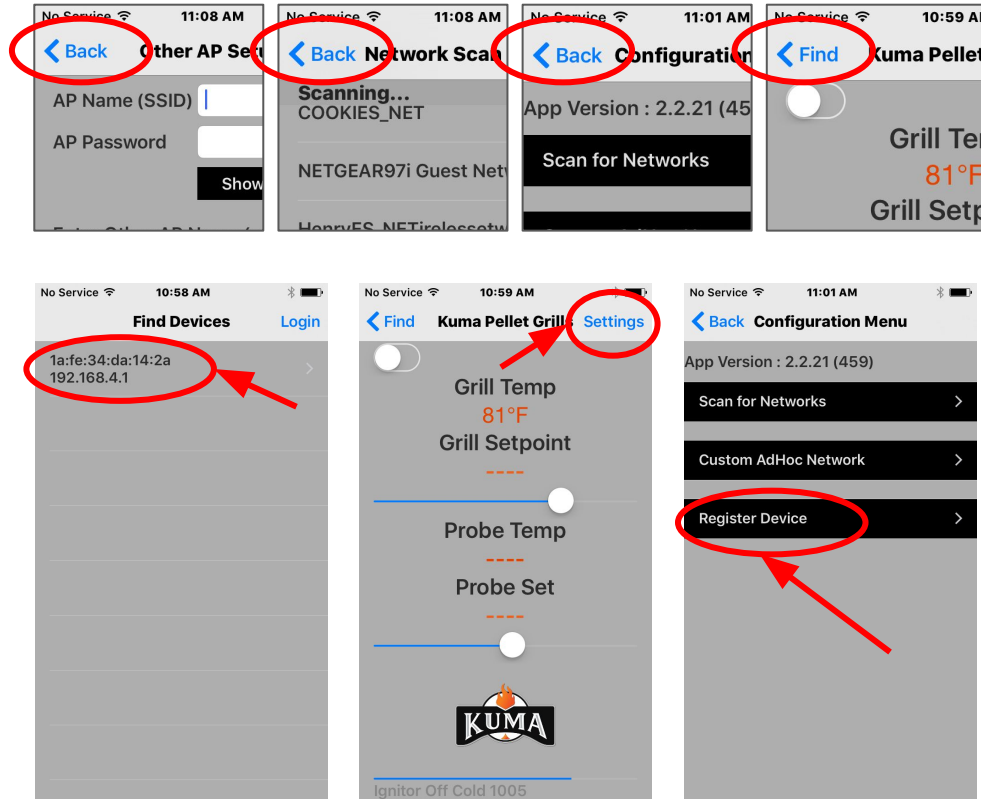 No Service 11:08 AM
Back Other AP Setu
AP Name (SSID)
AP Password
Show
No Service 11:08 AM
Back Network Scan
Scanning...
COOKIES_NET
NETGEAR97i Guest Netw
No Service 11:01 AM
Back Configuration
App Version : 2.2.21 (45
Scan for Networks
No Service 10:59 A
Find Kuma Pellet
Grill Te
81°F
Grill Setp
No Service 10:58 AM
Find Devices Login
1a:fe:34:da:14:2a
192.168.4.1
No Service 10:59 AM
Find Kuma Pellet Grills Settings
Grill Temp
81°F
Grill Setpoint
----
Probe Temp
----
Probe Set
----
KUMA
Ignitor Off Cold 1005
No Service 11:01 AM
Back Configuration Menu
App Version : 2.2.21 (459)
Scan for Networks
Custom AdHoc Network
Register Device